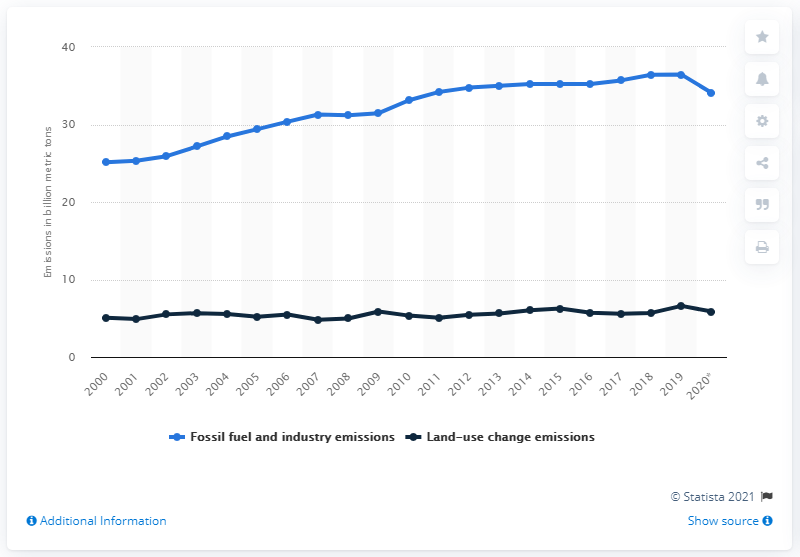 40
30
20
10
0
Emissions in billion metric tons
2000 2001 2002 2003 2004 2005 2006 2007 2008 2009 2010 2011 2012 2013 2014 2015 2016 2017 2018 2019 2020*
Fossil fuel and industry emissions Land-use change emissions
© Statista 2021
Additional Information Show source